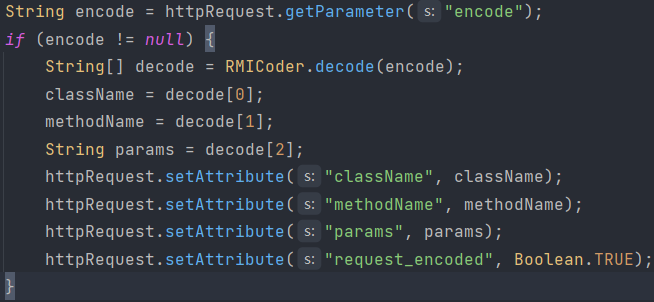 String encode = httpRequest.getParameter( s: "encode");
if (encode != null) {
    String[] decode = RMICoder.decode(encode);
    className = decode[0];
    methodName = decode[1];
    String params = decode[2];
    httpRequest.setAttribute( s: "className", className);
    httpRequest.setAttribute( s: "methodName", methodName);
    httpRequest.setAttribute( s: "params", params);
    httpRequest.setAttribute( s: "request_encoded", Boolean.TRUE);
}